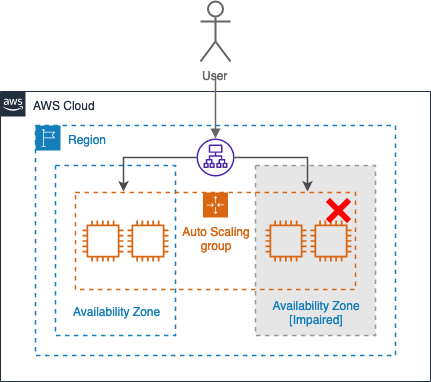 User
aws
AWS Cloud
Region
Auto Scaling
group
Availability Zone
Availability Zone
[Impaired]